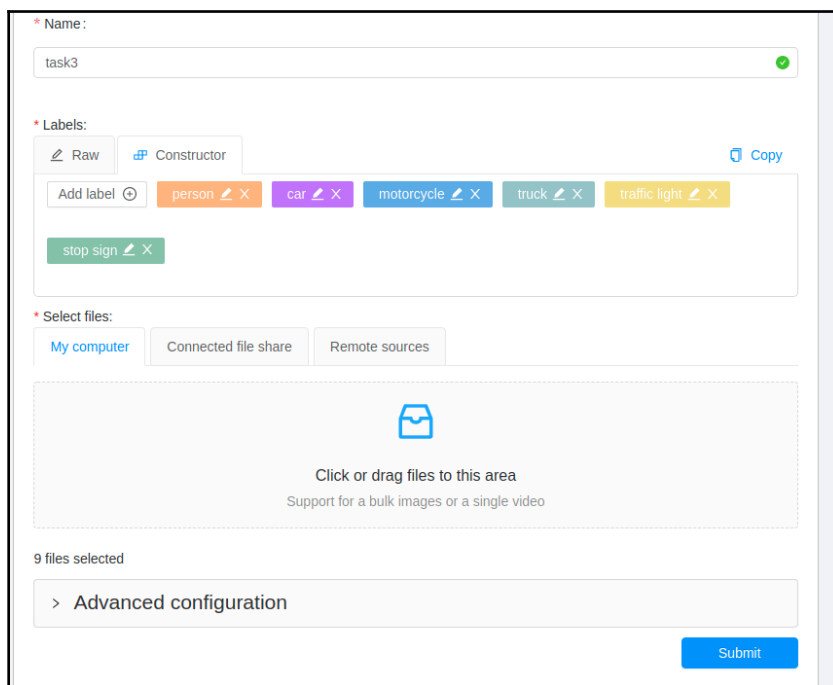 * Name:
task3
* Labels:
Raw Constructor Copy
Add label person car motorcycle truck traffic light
stop sign
* Select files:
My computer Connected file share Remote sources
Click or drag files to this area
Support for a bulk images or a single video
9 files selected
Advanced configuration
Submit